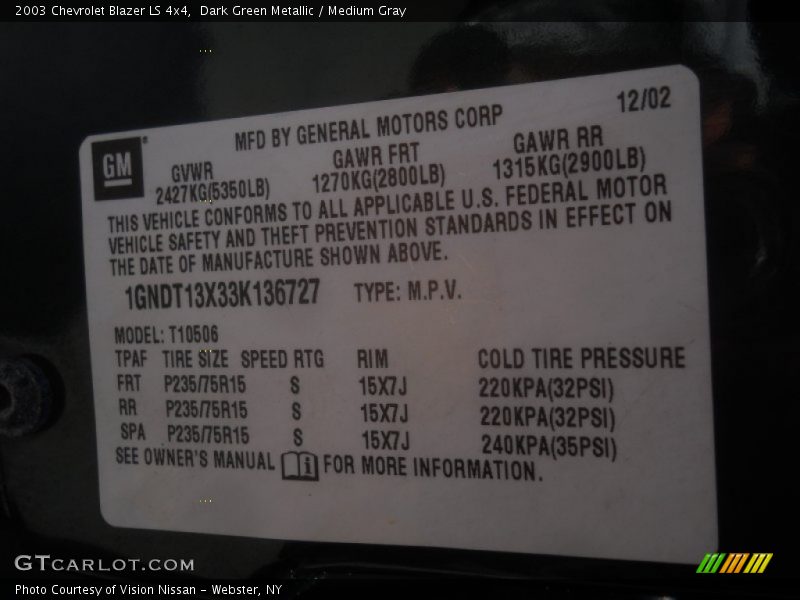 2003 Chevrolet Blazer LS 4x4,  Dark Green Metallic / Medium Gray
MFD BY GENERAL MOTORS CORP 12/02
GM
GVWR GAWR FRT GAWR RR
2427KG(5350LB) 1270KG(2800LB) 1315KG(2900LB)
THIS VEHICLE CONFORMS TO ALL APPLICABLE U.S. FEDERAL MOTOR
VEHICLE SAFETY AND THEFT PREVENTION STANDARDS IN EFFECT ON
THE DATE OF MANUFACTURE SHOWN ABOVE.
1GNDT13X33K136727 TYPE: M.P.V.
MODEL: T10506
TPAF TIRE SIZE SPEED RTG RIM COLD TIRE PRESSURE
FRT P235/75R15 S 15X7J 220KPA(32PSI)
RR P235/75R15 S 15X7J 220KPA(32PSI)
SPA P235/75R15 S 15X7J 240KPA(35PSI)
SEE OWNER'S MANUAL FOR MORE INFORMATION.
GTCARLOT.COM
Photo Courtesy of Vision Nissan - Webster, NY